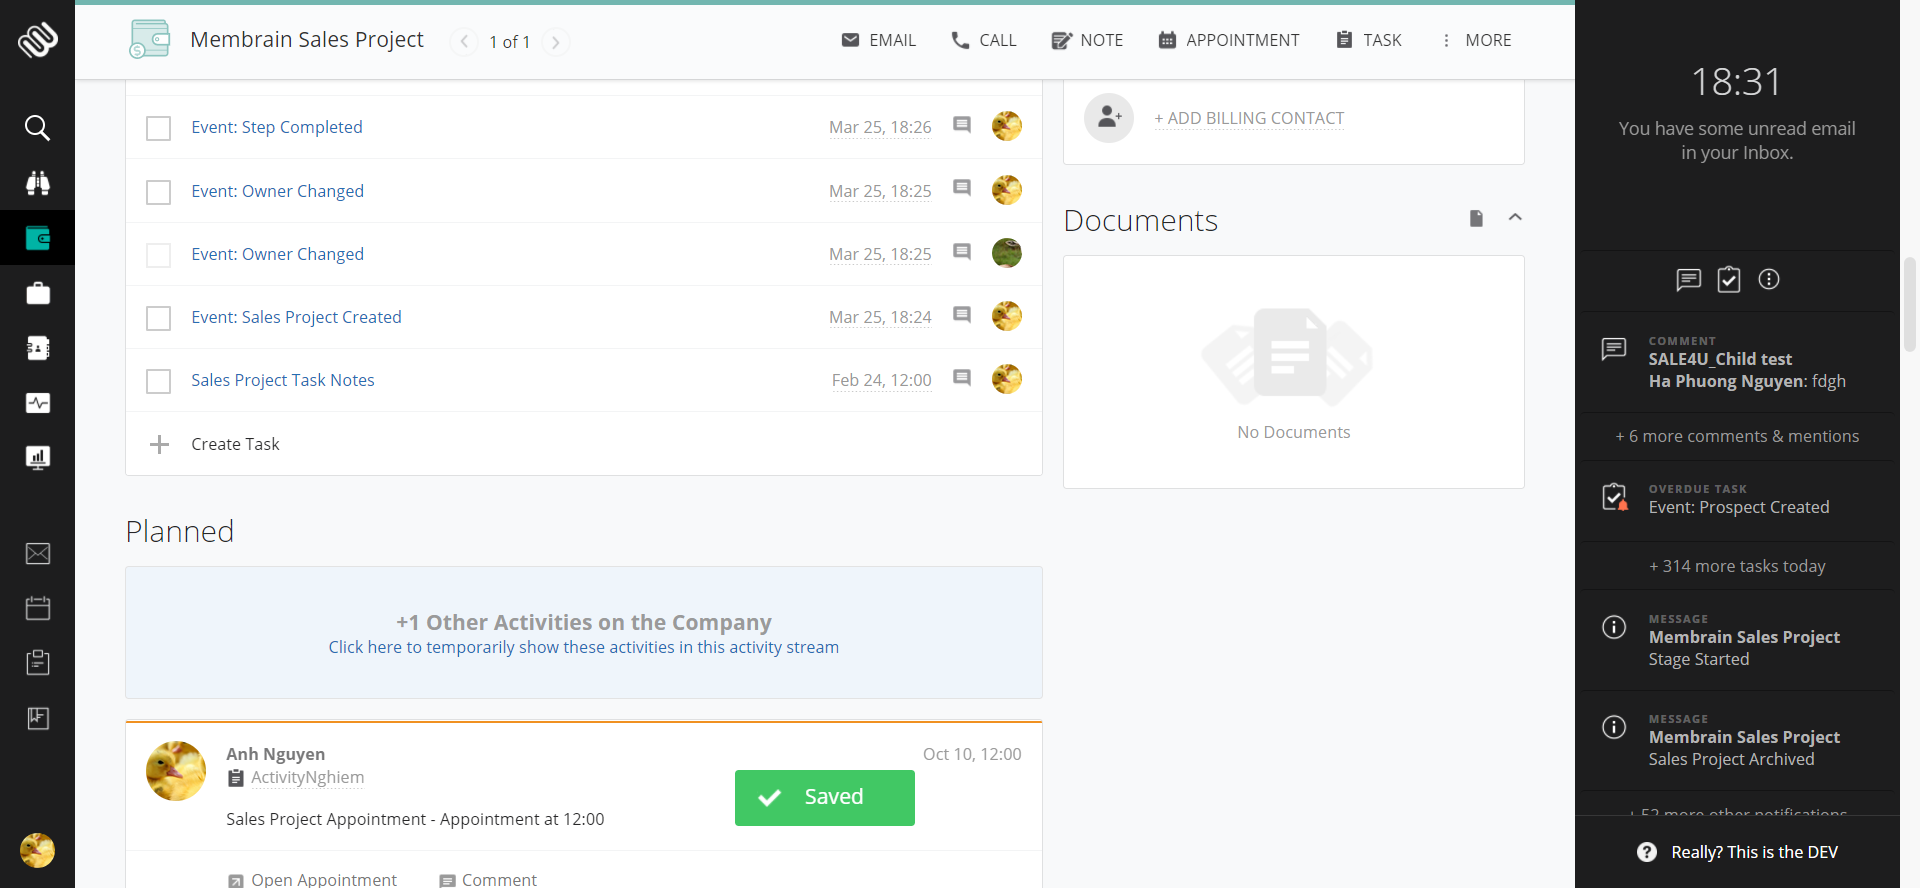 Membrain Sales Project
1 of 1
EMAIL
CALL
NOTE
APPOINTMENT
TASK
MORE
Event: Step Completed
Mar 25, 18:26
Event: Owner Changed
Mar 25, 18:25
Event: Owner Changed
Mar 25, 18:25
Event: Sales Project Created
Mar 25, 18:24
Sales Project Task Notes
Feb 24, 12:00
Create Task
Planned
+1 Other Activities on the Company
Click here to temporarily show these activities in this activity stream
Anh Nguyen
Oct 10, 12:00
ActivityNghiem
Saved
Sales Project Appointment - Appointment at 12:00
Open Appointment
Comment
+ ADD BILLING CONTACT
Documents
No Documents
18:31
You have some unread email
in your Inbox.
COMMENT
SALE4U_Child test
Ha Phuong Nguyen: fdgh
+ 6 more comments & mentions
OVERDUE TASK
Event: Prospect Created
+ 314 more tasks today
MESSAGE
Membrain Sales Project
Stage Started
MESSAGE
Membrain Sales Project
Sales Project Archived
+ 52 more other notifications
Really? This is the DEV